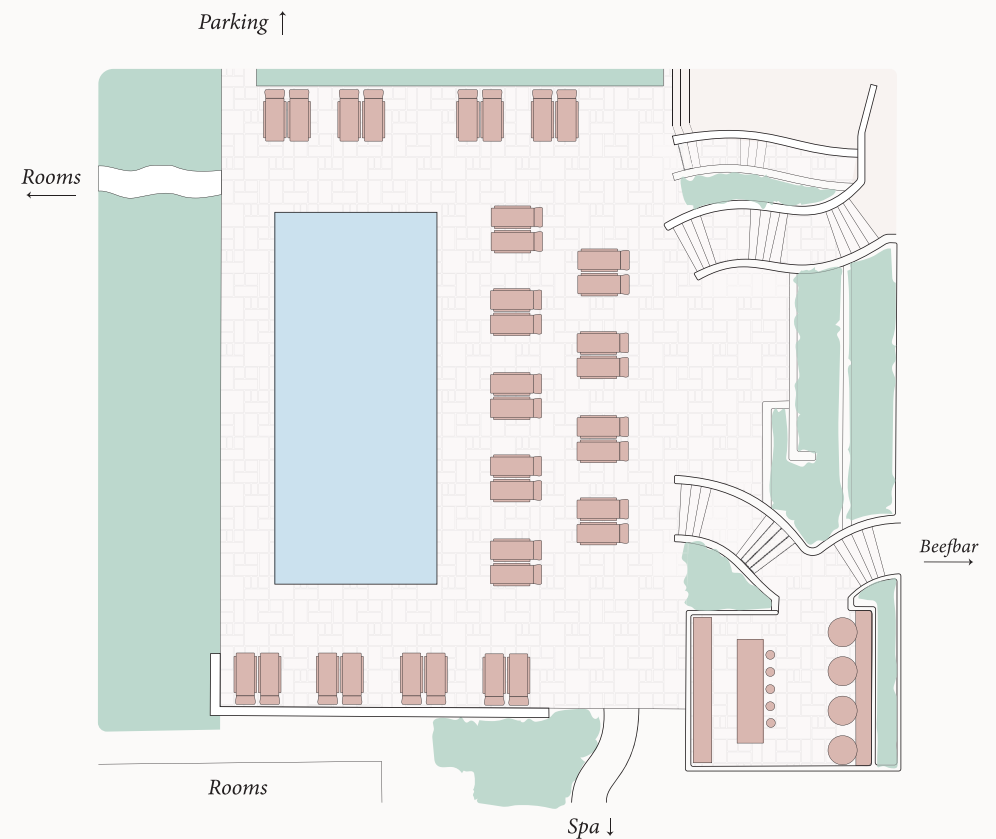 Parking ↑
Rooms
←
Beefbar
→
Rooms
Spa ↓